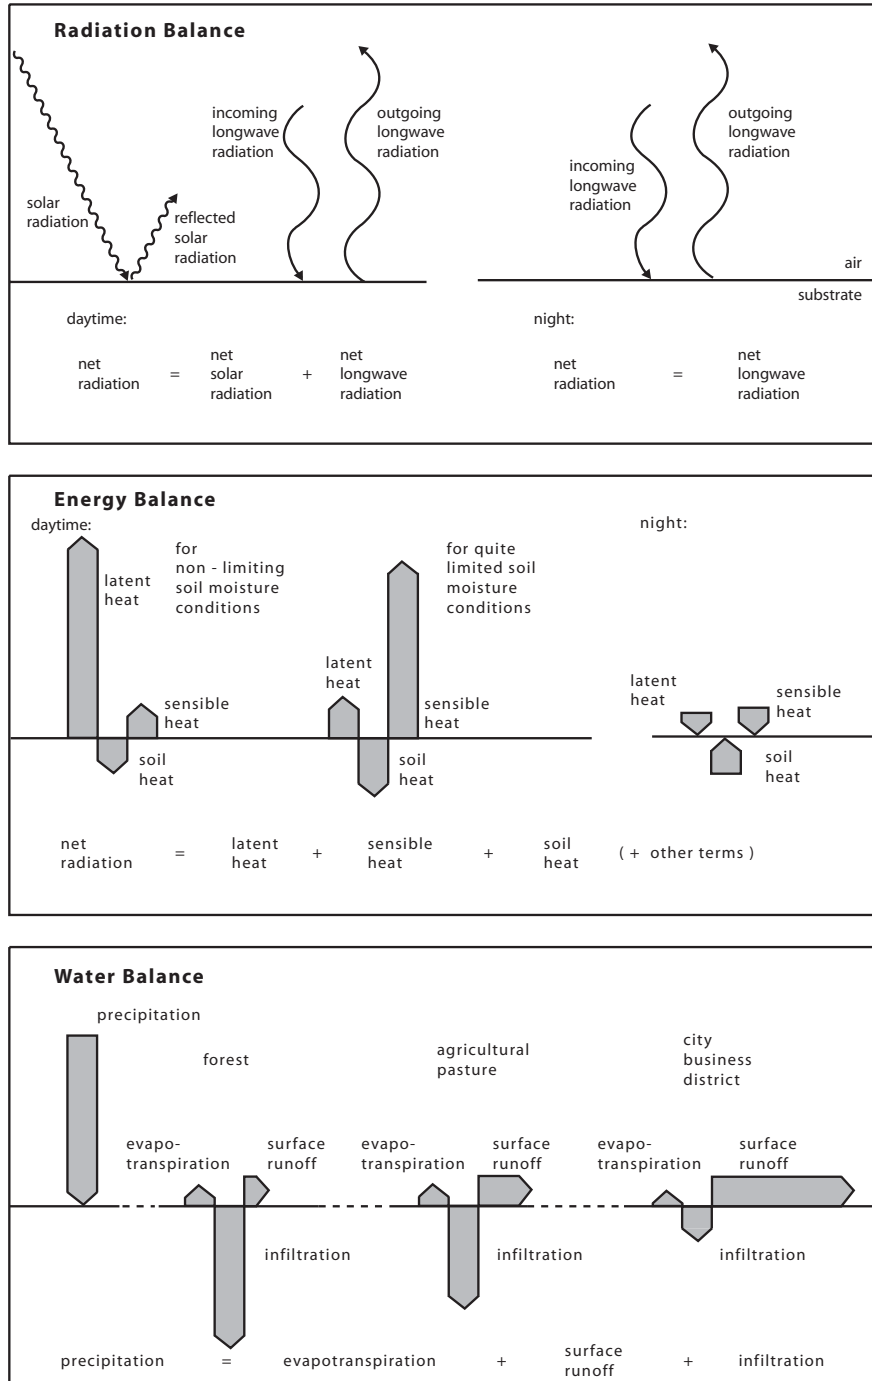 Radiation Balance
solar
radiation
reflected
solar
radiation
incoming
longwave
radiation
outgoing
longwave
radiation
incoming
longwave
radiation
outgoing
longwave
radiation
air
substrate
daytime:
net
radiation
=
net
solar
radiation
+
net
longwave
radiation
night:
net
radiation
=
net
longwave
radiation
Energy Balance
daytime:
latent
heat
for
non - limiting
soil moisture
conditions
sensible
heat
soil
heat
for quite
limited soil
moisture
conditions
latent
heat
sensible
heat
soil
heat
night:
latent
heat
sensible
heat
soil
heat
net
radiation
=
latent
heat
+
sensible
heat
+
soil
heat
( + other terms )
Water Balance
precipitation
forest
evapo-
transpiration
surface
runoff
infiltration
agricultural
pasture
evapo-
transpiration
surface
runoff
infiltration
city
business
district
evapo-
transpiration
surface
runoff
infiltration
precipitation = evapotranspiration +
surface
runoff
+ infiltration